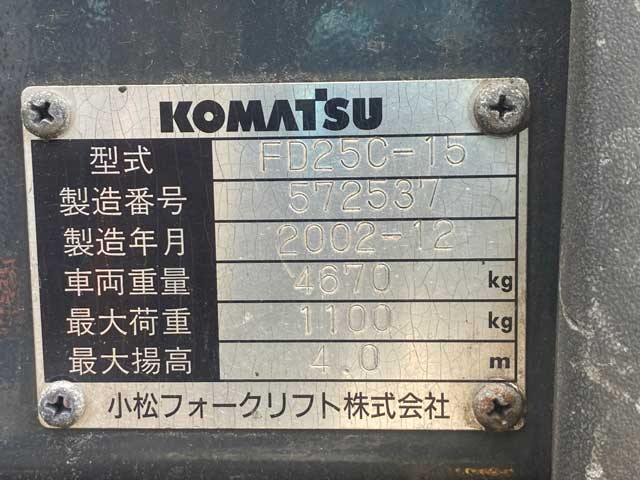 KOMATSU
型式 FD25C-15
製造番号 572537
製造年月 2002-12
車両重量 4670 kg
最大荷重 1100 kg
最大揚高 4.0 m
小松フォークリフト株式会社